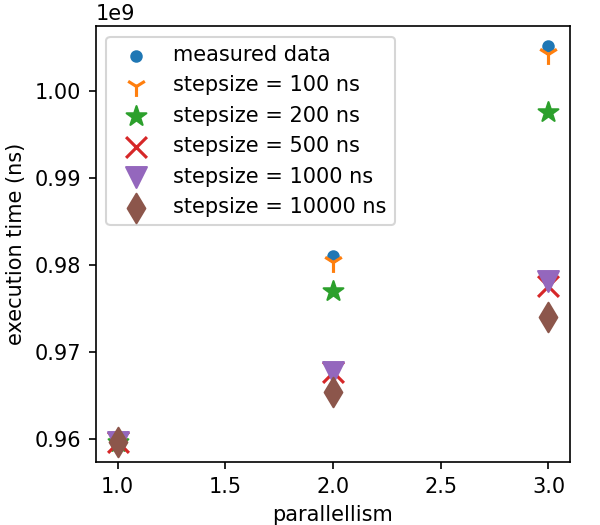 1e9
measured data
stepsize = 100 ns
stepsize = 200 ns
stepsize = 500 ns
stepsize = 1000 ns
stepsize = 10000 ns
execution time (ns)
1.00
0.99
0.98
0.97
0.96
1.0 1.5 2.0 2.5 3.0
parallellism